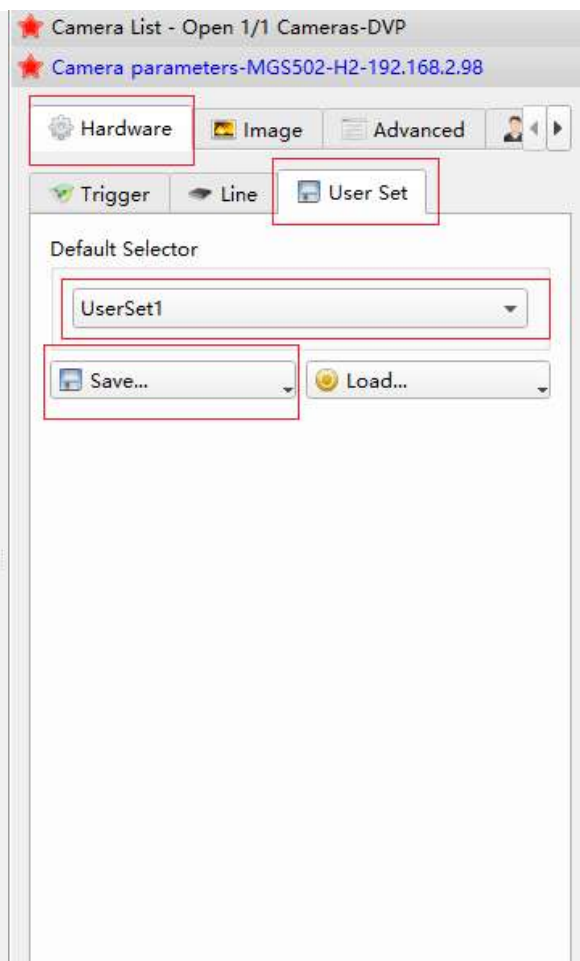 Camera List - Open 1/1 Cameras-DVP
Camera parameters-MGS502-H2-192.168.2.98
Hardware Image Advanced
Trigger Line User Set
Default Selector
UserSet1
Save... Load...